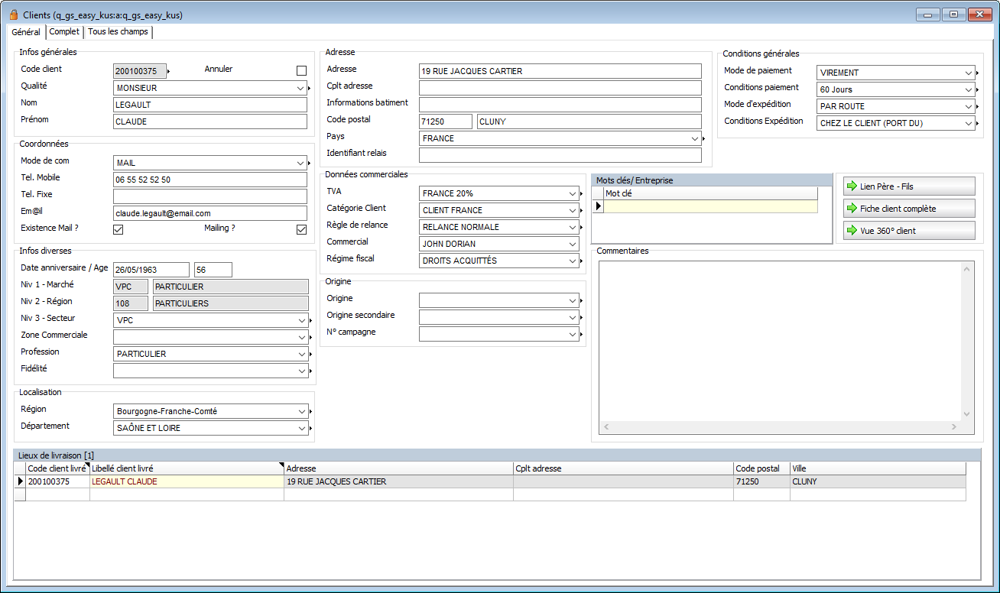 Clients (q_gs_easy_kus:a:q_gs_easy_kus)
Général Complet Tous les champs
Infos générales
Code client 200100375 Annuler
Qualité MONSIEUR
Nom LEGAULT
Prénom CLAUDE
Coordonnées
Mode de com MAIL
Tel. Mobile 06 55 52 52 50
Tel. Fixe
Em@il claude.legault@email.com
Existence Mail ? Mailing ?
Infos diverses
Date anniversaire / Age 26/05/1963 56
Niv 1 - Marché VPC PARTICULIER
Niv 2 - Région 108 PARTICULIERS
Niv 3 - Secteur VPC
Zone Commerciale
Profession PARTICULIER
Fidélité
Localisation
Région Bourgogne-Franche-Comté
Département SAÔNE ET LOIRE
Adresse
Adresse 19 RUE JACQUES CARTIER
Cplt adresse
Informations batiment
Code postal 71250 CLUNY
Pays FRANCE
Identifiant relais
Données commerciales
TVA FRANCE 20%
Catégorie Client CLIENT FRANCE
Règle de relance RELANCE NORMALE
Commercial JOHN DORIAN
Régime fiscal DROITS ACQUITTÉS
Origine
Origine
Origine secondaire
N° campagne
Conditions générales
Mode de paiement VIREMENT
Conditions paiement 60 Jours
Mode d'expédition PAR ROUTE
Conditions Expédition CHEZ LE CLIENT (PORT DU)
Mots clés/ Entreprise
Mot clé
Lien Père - Fils
Fiche client complète
Vue 360° client
Commentaires
Lieux de livraison [1]
Code client livré Libellé client livré Adresse Cplt adresse Code postal Ville
200100375 LEGAULT CLAUDE 19 RUE JACQUES CARTIER 71250 CLUNY